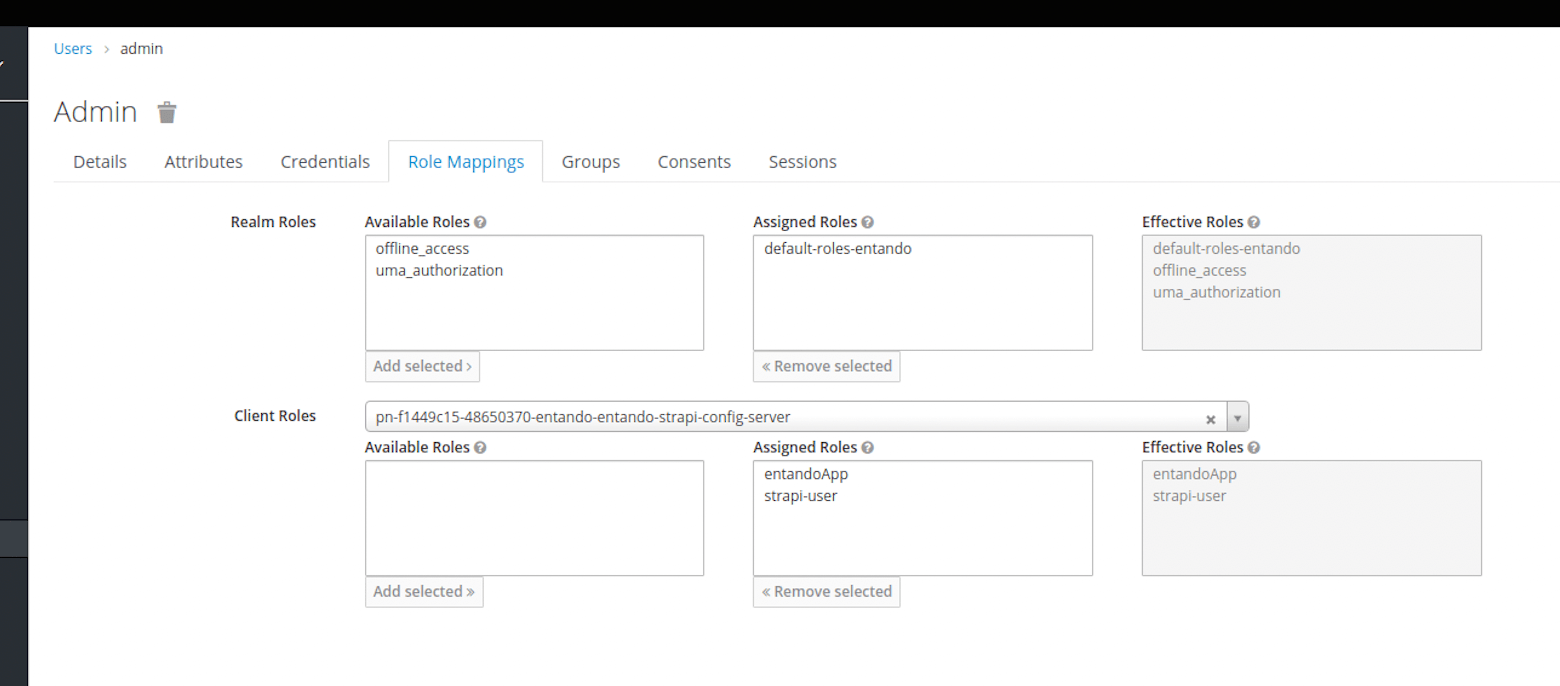 Users › admin
Admin
Details Attributes Credentials Role Mappings Groups Consents Sessions
Realm Roles Available Roles Assigned Roles Effective Roles
offline_access default-roles-entando default-roles-entando
uma_authorization offline_access
uma_authorization
Add selected › « Remove selected
Client Roles pn-f1449c15-48650370-entando-entando-strapi-config-server
Available Roles Assigned Roles Effective Roles
entandoApp entandoApp
strapi-user strapi-user
Add selected » « Remove selected